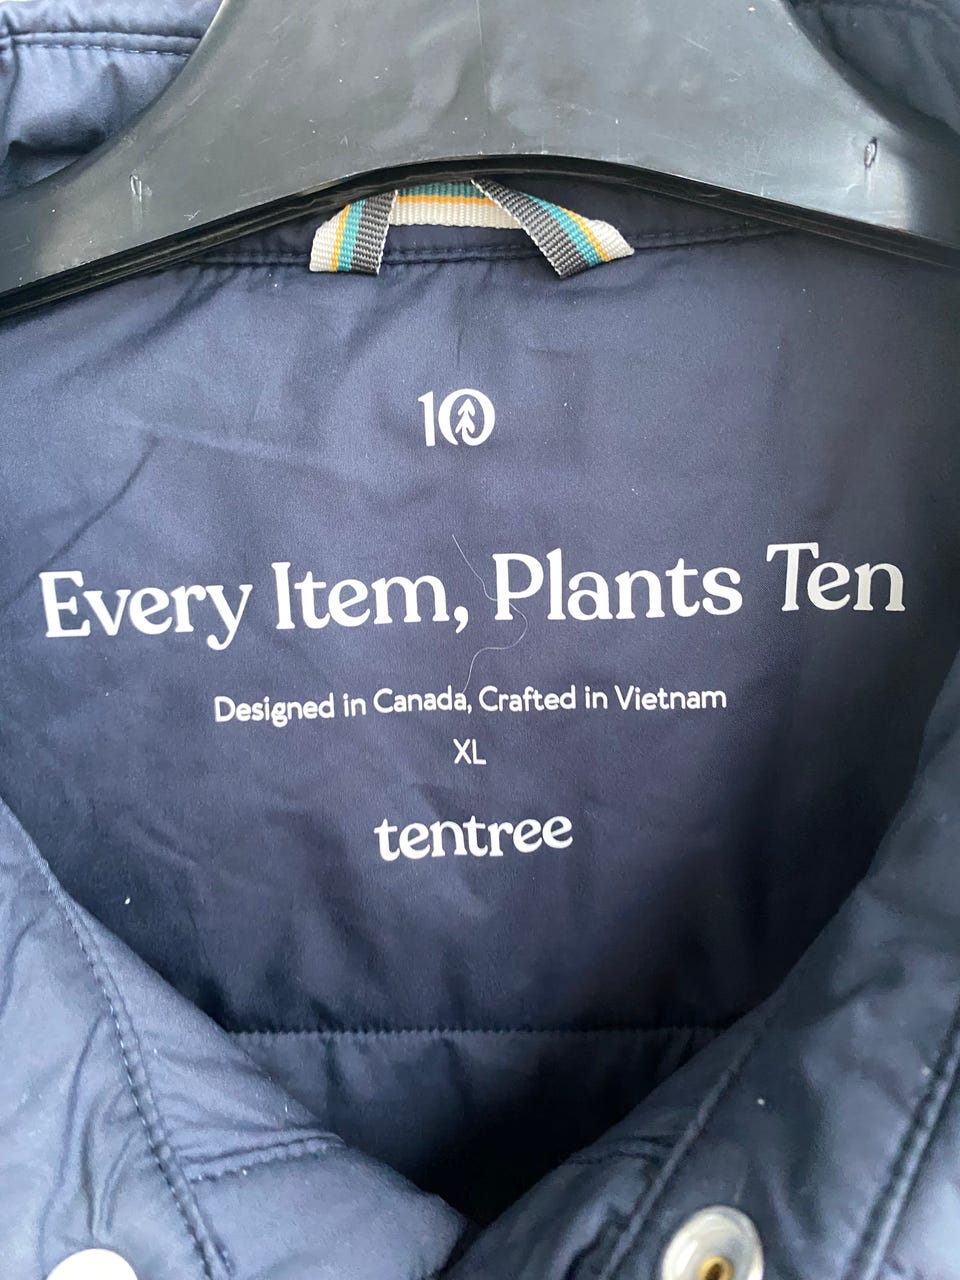 10
Every Item, Plants Ten
Designed in Canada, Crafted in Vietnam
XL
tentree